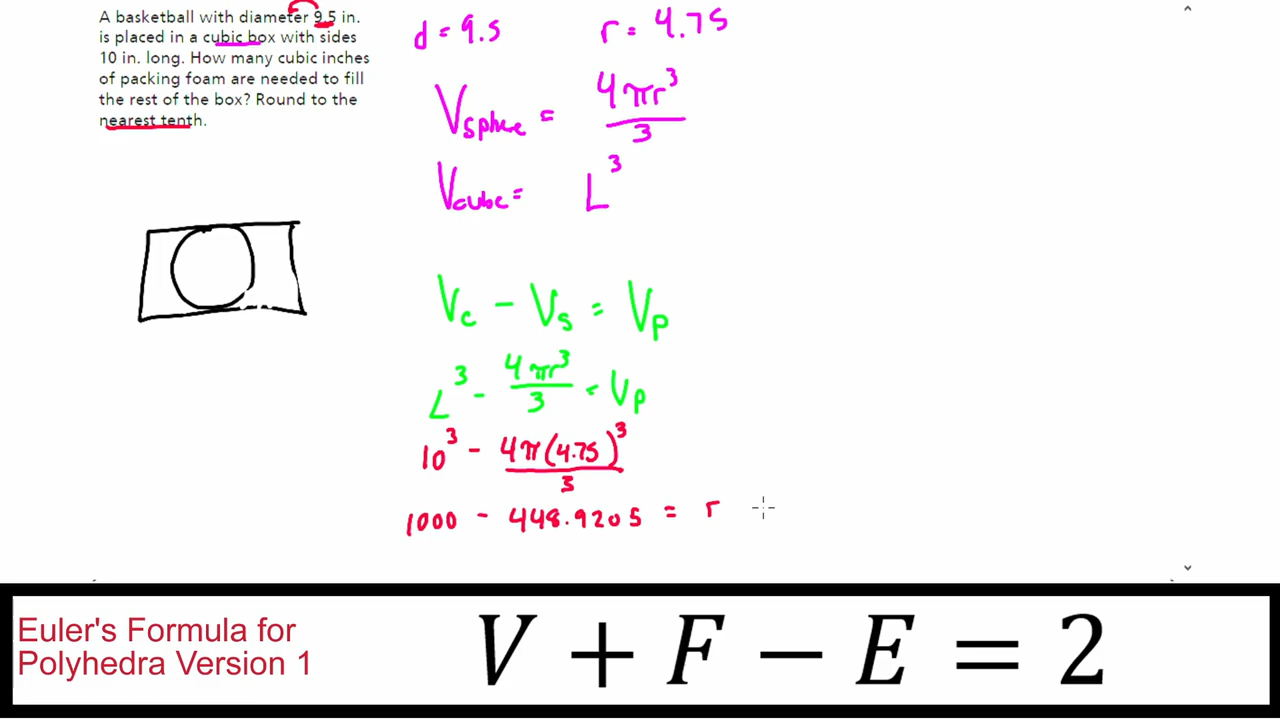 A basketball with diameter 9.5 in.
is placed in a cubic box with sides
10 in. long. How many cubic inches
of packing foam are needed to fill
the rest of the box? Round to the
nearest tenth.
d = 9.5 r = 4.75
Vsphere = 4πr³/3
Vcube = L³
Vc - Vs = Vp
L³ - 4πr³/3 = Vp
10³ - 4π(4.75)³/3
1000 - 448.9205 = r
Euler's Formula for
Polyhedra Version 1
V + F − E = 2